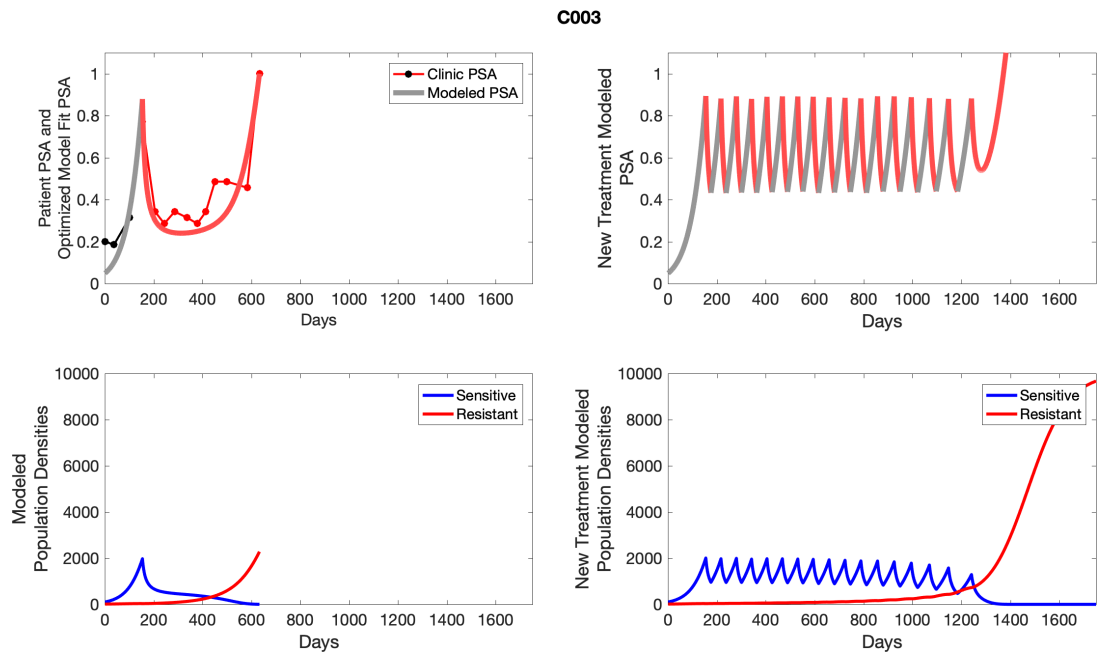 C003
Patient PSA and
Optimized Model Fit PSA
1
0.8
0.6
0.4
0.2
0
0 200 400 600 800 1000 1200 1400 1600
Days
Clinic PSA
Modeled PSA
New Treatment Modeled
PSA
1
0.8
0.6
0.4
0.2
0
0 200 400 600 800 1000 1200 1400 1600
Days
Modeled
Population Densities
10000
8000
6000
4000
2000
0
0 200 400 600 800 1000 1200 1400 1600
Days
Sensitive
Resistant
New Treatment Modeled
Population Densities
10000
8000
6000
4000
2000
0
0 200 400 600 800 1000 1200 1400 1600
Days
Sensitive
Resistant